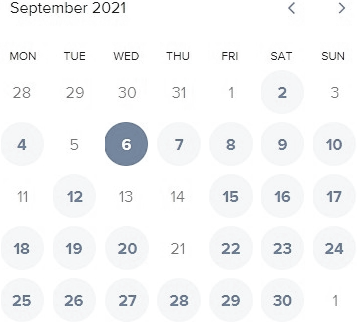 September 2021
MON TUE WED THU FRI SAT SUN
28 29 30 31 1 2 3
4 5 6 7 8 9 10
11 12 13 14 15 16 17
18 19 20 21 22 23 24
25 26 27 28 29 30 1